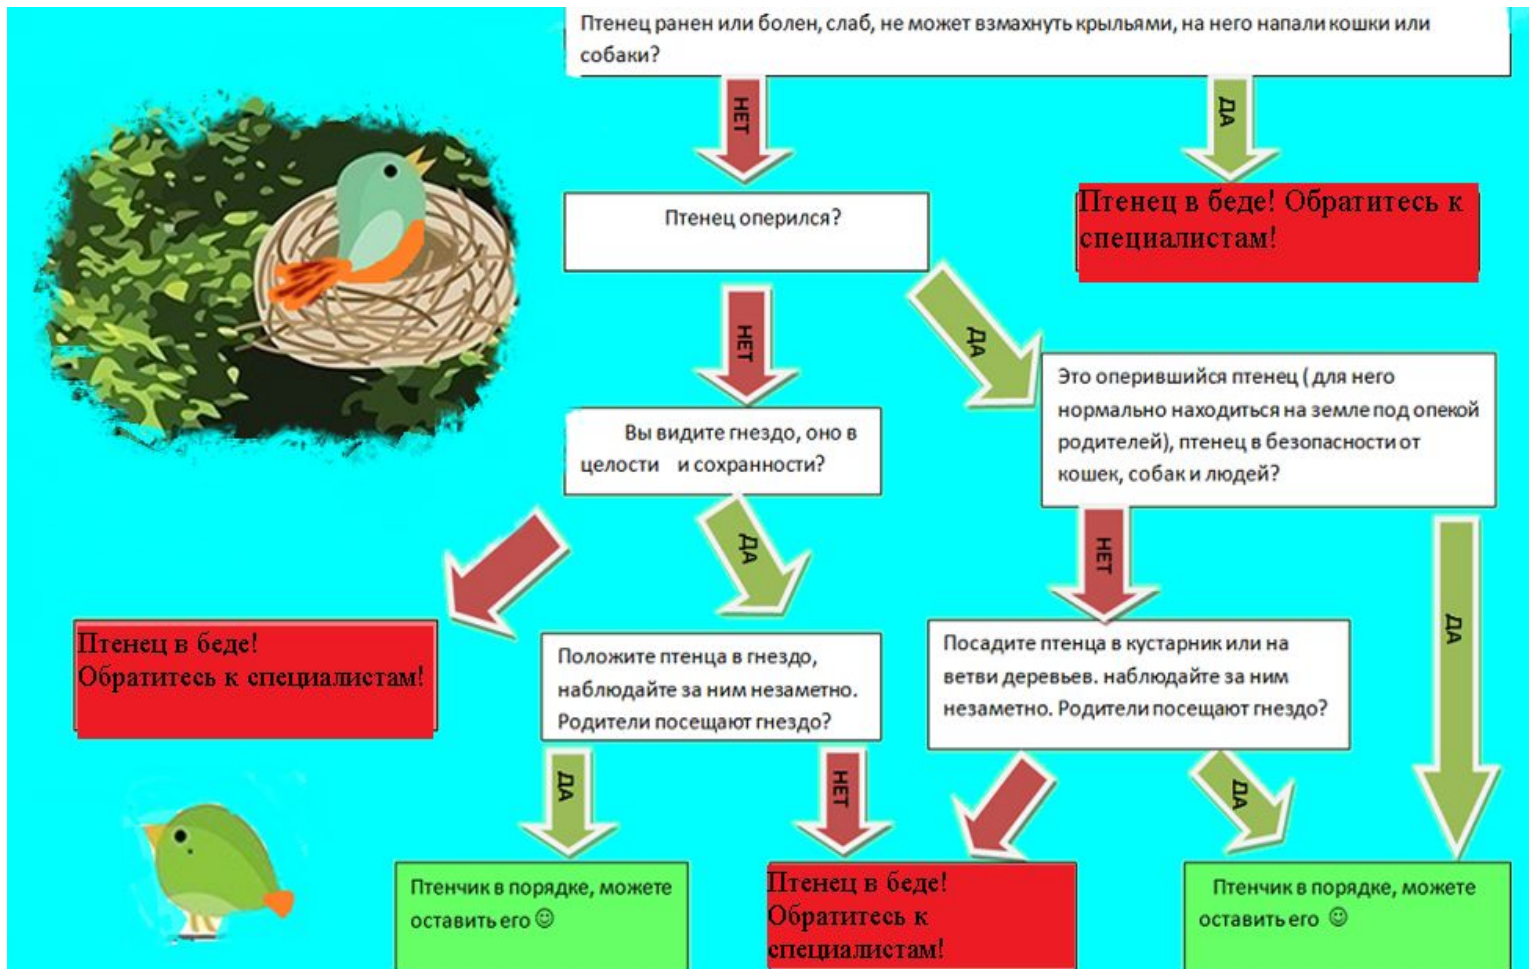 Птенец ранен или болен, слаб, не может взмахнуть крыльями, на него напали кошки или
собаки?
НЕТ
ДА
Птенец оперился?
Птенец в беде! Обратитесь к
специалистам!
НЕТ
ДА
Вы видите гнездо, оно в
целости и сохранности?
Это оперившийся птенец ( для него
нормально находиться на земле под опекой
родителей), птенец в безопасности от
кошек, собак и людей?
ДА
НЕТ
ДА
Птенец в беде!
Обратитесь к специалистам!
Положите птенца в гнездо,
наблюдайте за ним незаметно.
Родители посещают гнездо?
Посадите птенца в кустарник или на
ветви деревьев. наблюдайте за ним
незаметно. Родители посещают гнездо?
ДА
НЕТ
ДА
Птенчик в порядке, можете
оставить его ☺
Птенец в беде!
Обратитесь к
специалистам!
Птенчик в порядке, можете
оставить его ☺